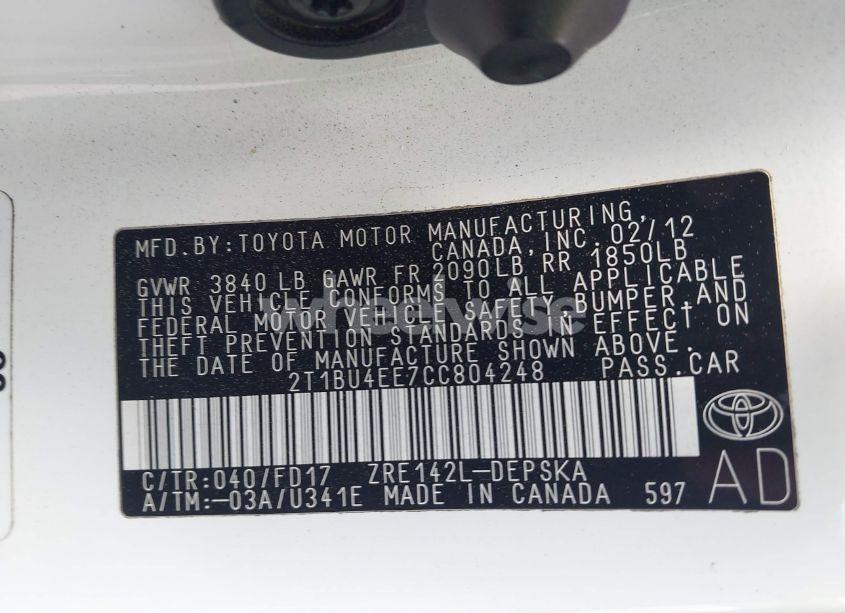 MFD. BY: TOYOTA MOTOR MANUFACTURING,
CANADA, INC. 02/12
GVWR 3840 LB GAWR FR 2090LB RR 1850LB
THIS VEHICLE CONFORMS TO ALL APPLICABLE
FEDERAL MOTOR VEHICLE SAFETY, BUMPER, AND
THEFT PREVENTION STANDARDS IN EFFECT ON
THE DATE OF MANUFACTURE SHOWN ABOVE.
2T1BU4EE7CC804248 PASS. CAR
C/TR: 040/FD17 ZRE142L-DEPSKA
A/TM: -03A/U341E MADE IN CANADA 597
AD
wheelwise